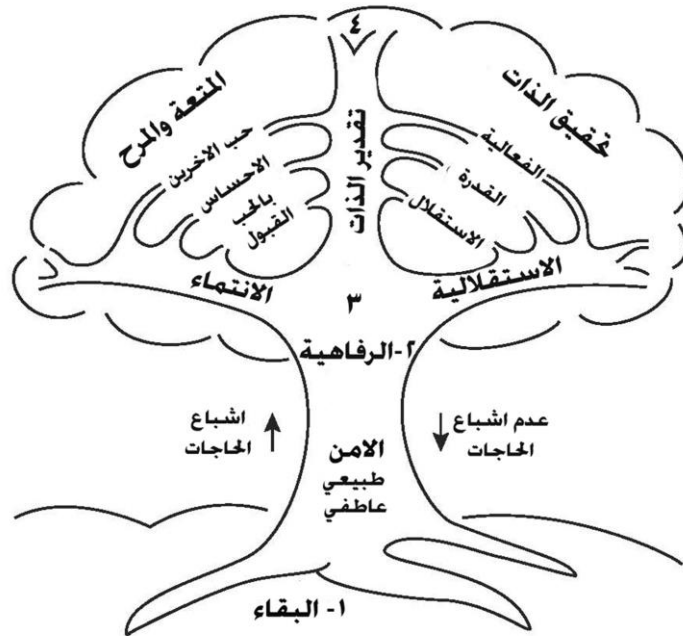 ٤
المتعة والمرح
تحقيق الذات
تقدير الذات
حب الاخرين
الاحساس
بالحب
القبول
الفعالية
القدرة
الاستقلال
الانتماء
الاستقلالية
٣
٢-الرفاهية
اشباع
الحاجات
عدم اشباع
الحاجات
الامن
طبيعي
عاطفي
١- البقاء